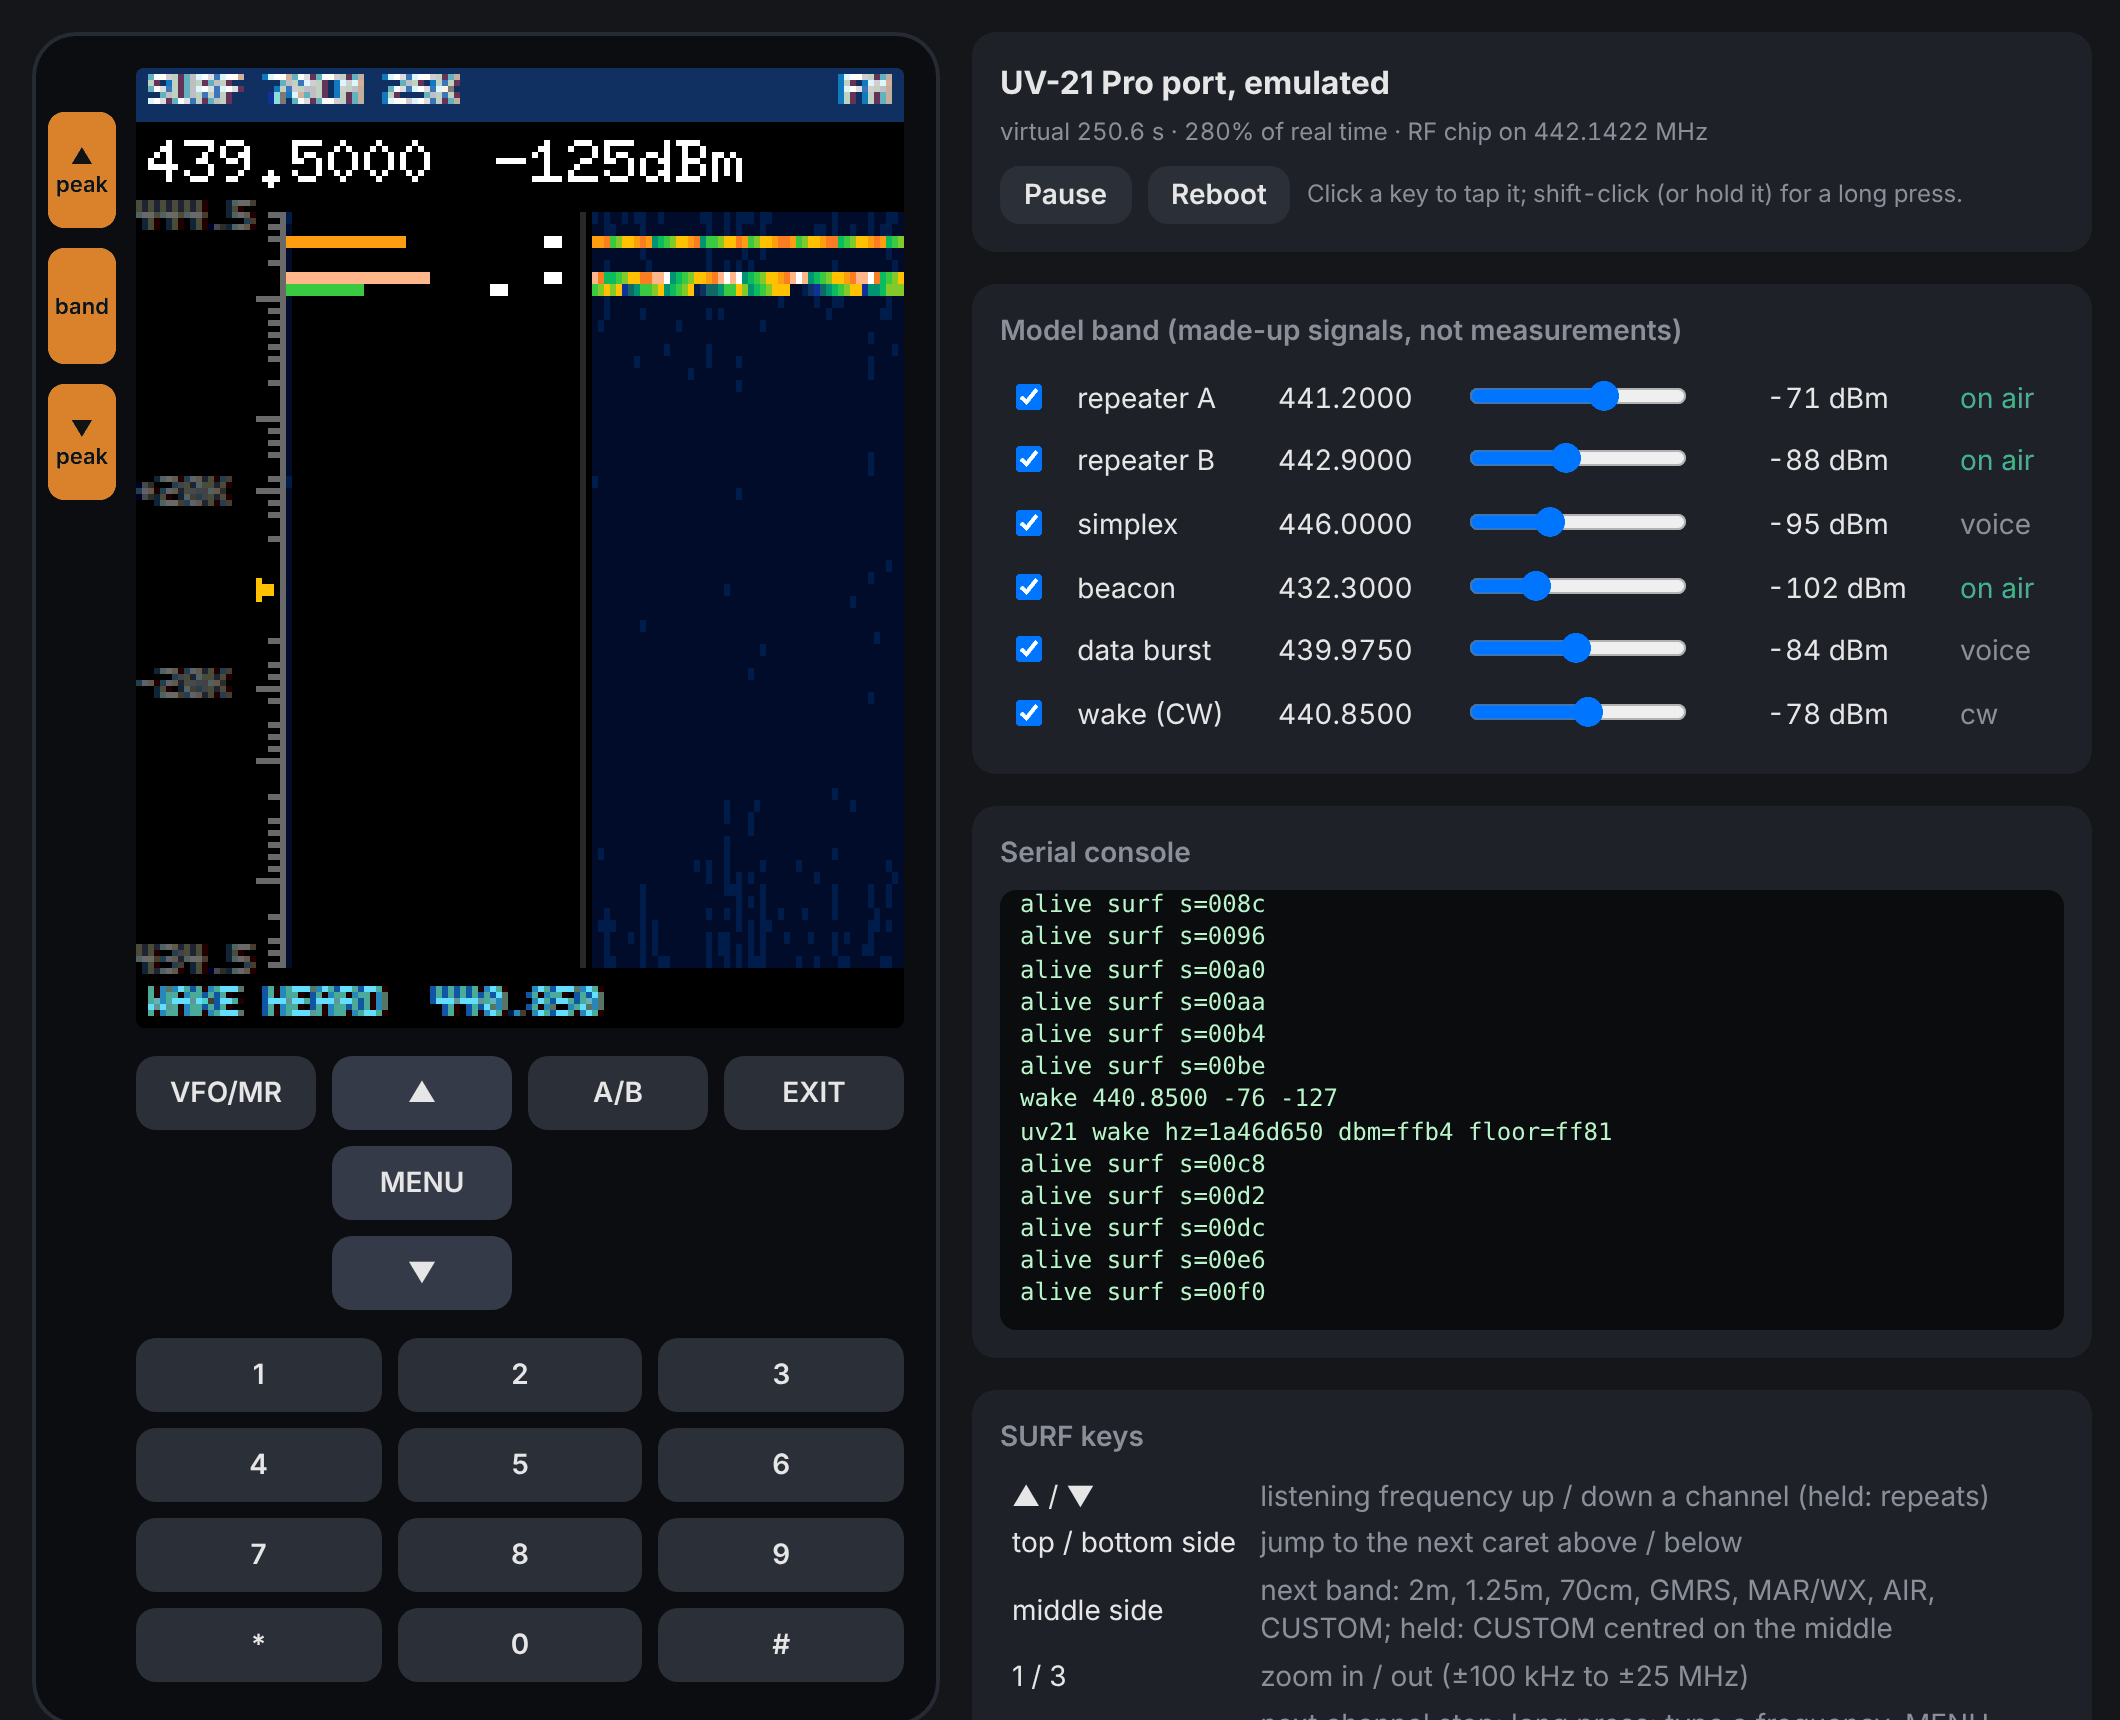 SURF 70CM 25K FM
439.5000 -125dBm
444.5
+20K
-20K
434.5
WAKE HEARD 440.850
▲
peak
band
▼
peak
VFO/MR ▲ A/B EXIT
MENU
▼
1 2 3
4 5 6
7 8 9
* 0 #
UV-21 Pro port, emulated
virtual 250.6 s · 280% of real time · RF chip on 442.1422 MHz
Pause Reboot Click a key to tap it; shift-click (or hold it) for a long press.
Model band (made-up signals, not measurements)
repeater A 441.2000 -71 dBm on air
repeater B 442.9000 -88 dBm on air
simplex 446.0000 -95 dBm voice
beacon 432.3000 -102 dBm on air
data burst 439.9750 -84 dBm voice
wake (CW) 440.8500 -78 dBm cw
Serial console
alive surf s=008c
alive surf s=0096
alive surf s=00a0
alive surf s=00aa
alive surf s=00b4
alive surf s=00be
wake 440.8500 -76 -127
uv21 wake hz=1a46d650 dbm=ffb4 floor=ff81
alive surf s=00c8
alive surf s=00d2
alive surf s=00dc
alive surf s=00e6
alive surf s=00f0
SURF keys
▲ / ▼ listening frequency up / down a channel (held: repeats)
top / bottom side jump to the next caret above / below
middle side next band: 2m, 1.25m, 70cm, GMRS, MAR/WX, AIR,
CUSTOM; held: CUSTOM centred on the middle
1 / 3 zoom in / out (±100 kHz to ±25 MHz)
next channel step; long press: type a frequency, MENU